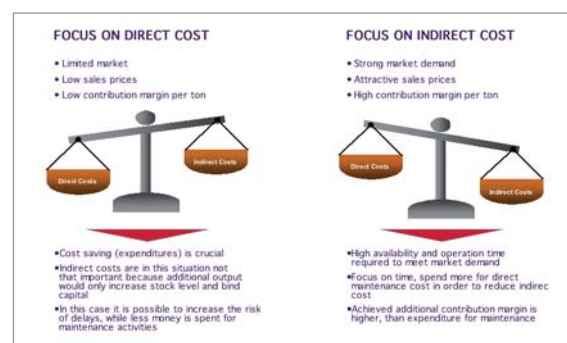 FOCUS ON DIRECT COST
• Limited market
• Low sales prices
• Low contribution margin per ton
Direct Costs
Indirect Costs
•Cost saving (expenditures) is crucial
•Indirect costs are in this situation not
that important because additional output
would only increase stock level and bind
capital
•In this case it is possible to increase the risk
of delays, while less money is spent for
maintenance activities
FOCUS ON INDIRECT COST
• Strong market demand
• Attractive sales prices
• High contribution margin per ton
Direct Costs
Indirect Costs
•High availability and operation time
required to meet market demand
•Focus on time, spend more for direct
maintenance cost in order to reduce indirec
cost
•Achieved additional contribution margin is
higher, than expenditure for maintenance